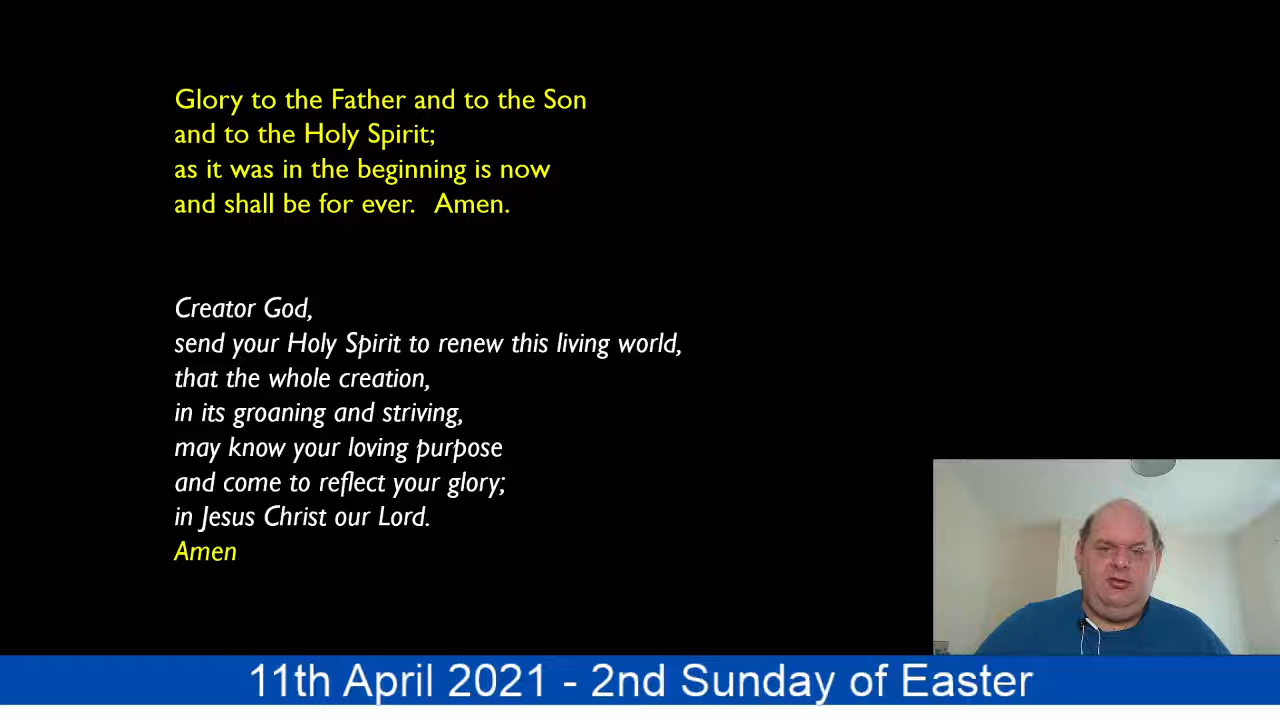 Glory to the Father and to the Son
and to the Holy Spirit;
as it was in the beginning is now
and shall be for ever. Amen.
Creator God,
send your Holy Spirit to renew this living world,
that the whole creation,
in its groaning and striving,
may know your loving purpose
and come to reflect your glory;
in Jesus Christ our Lord.
Amen
11th April 2021 - 2nd Sunday of Easter